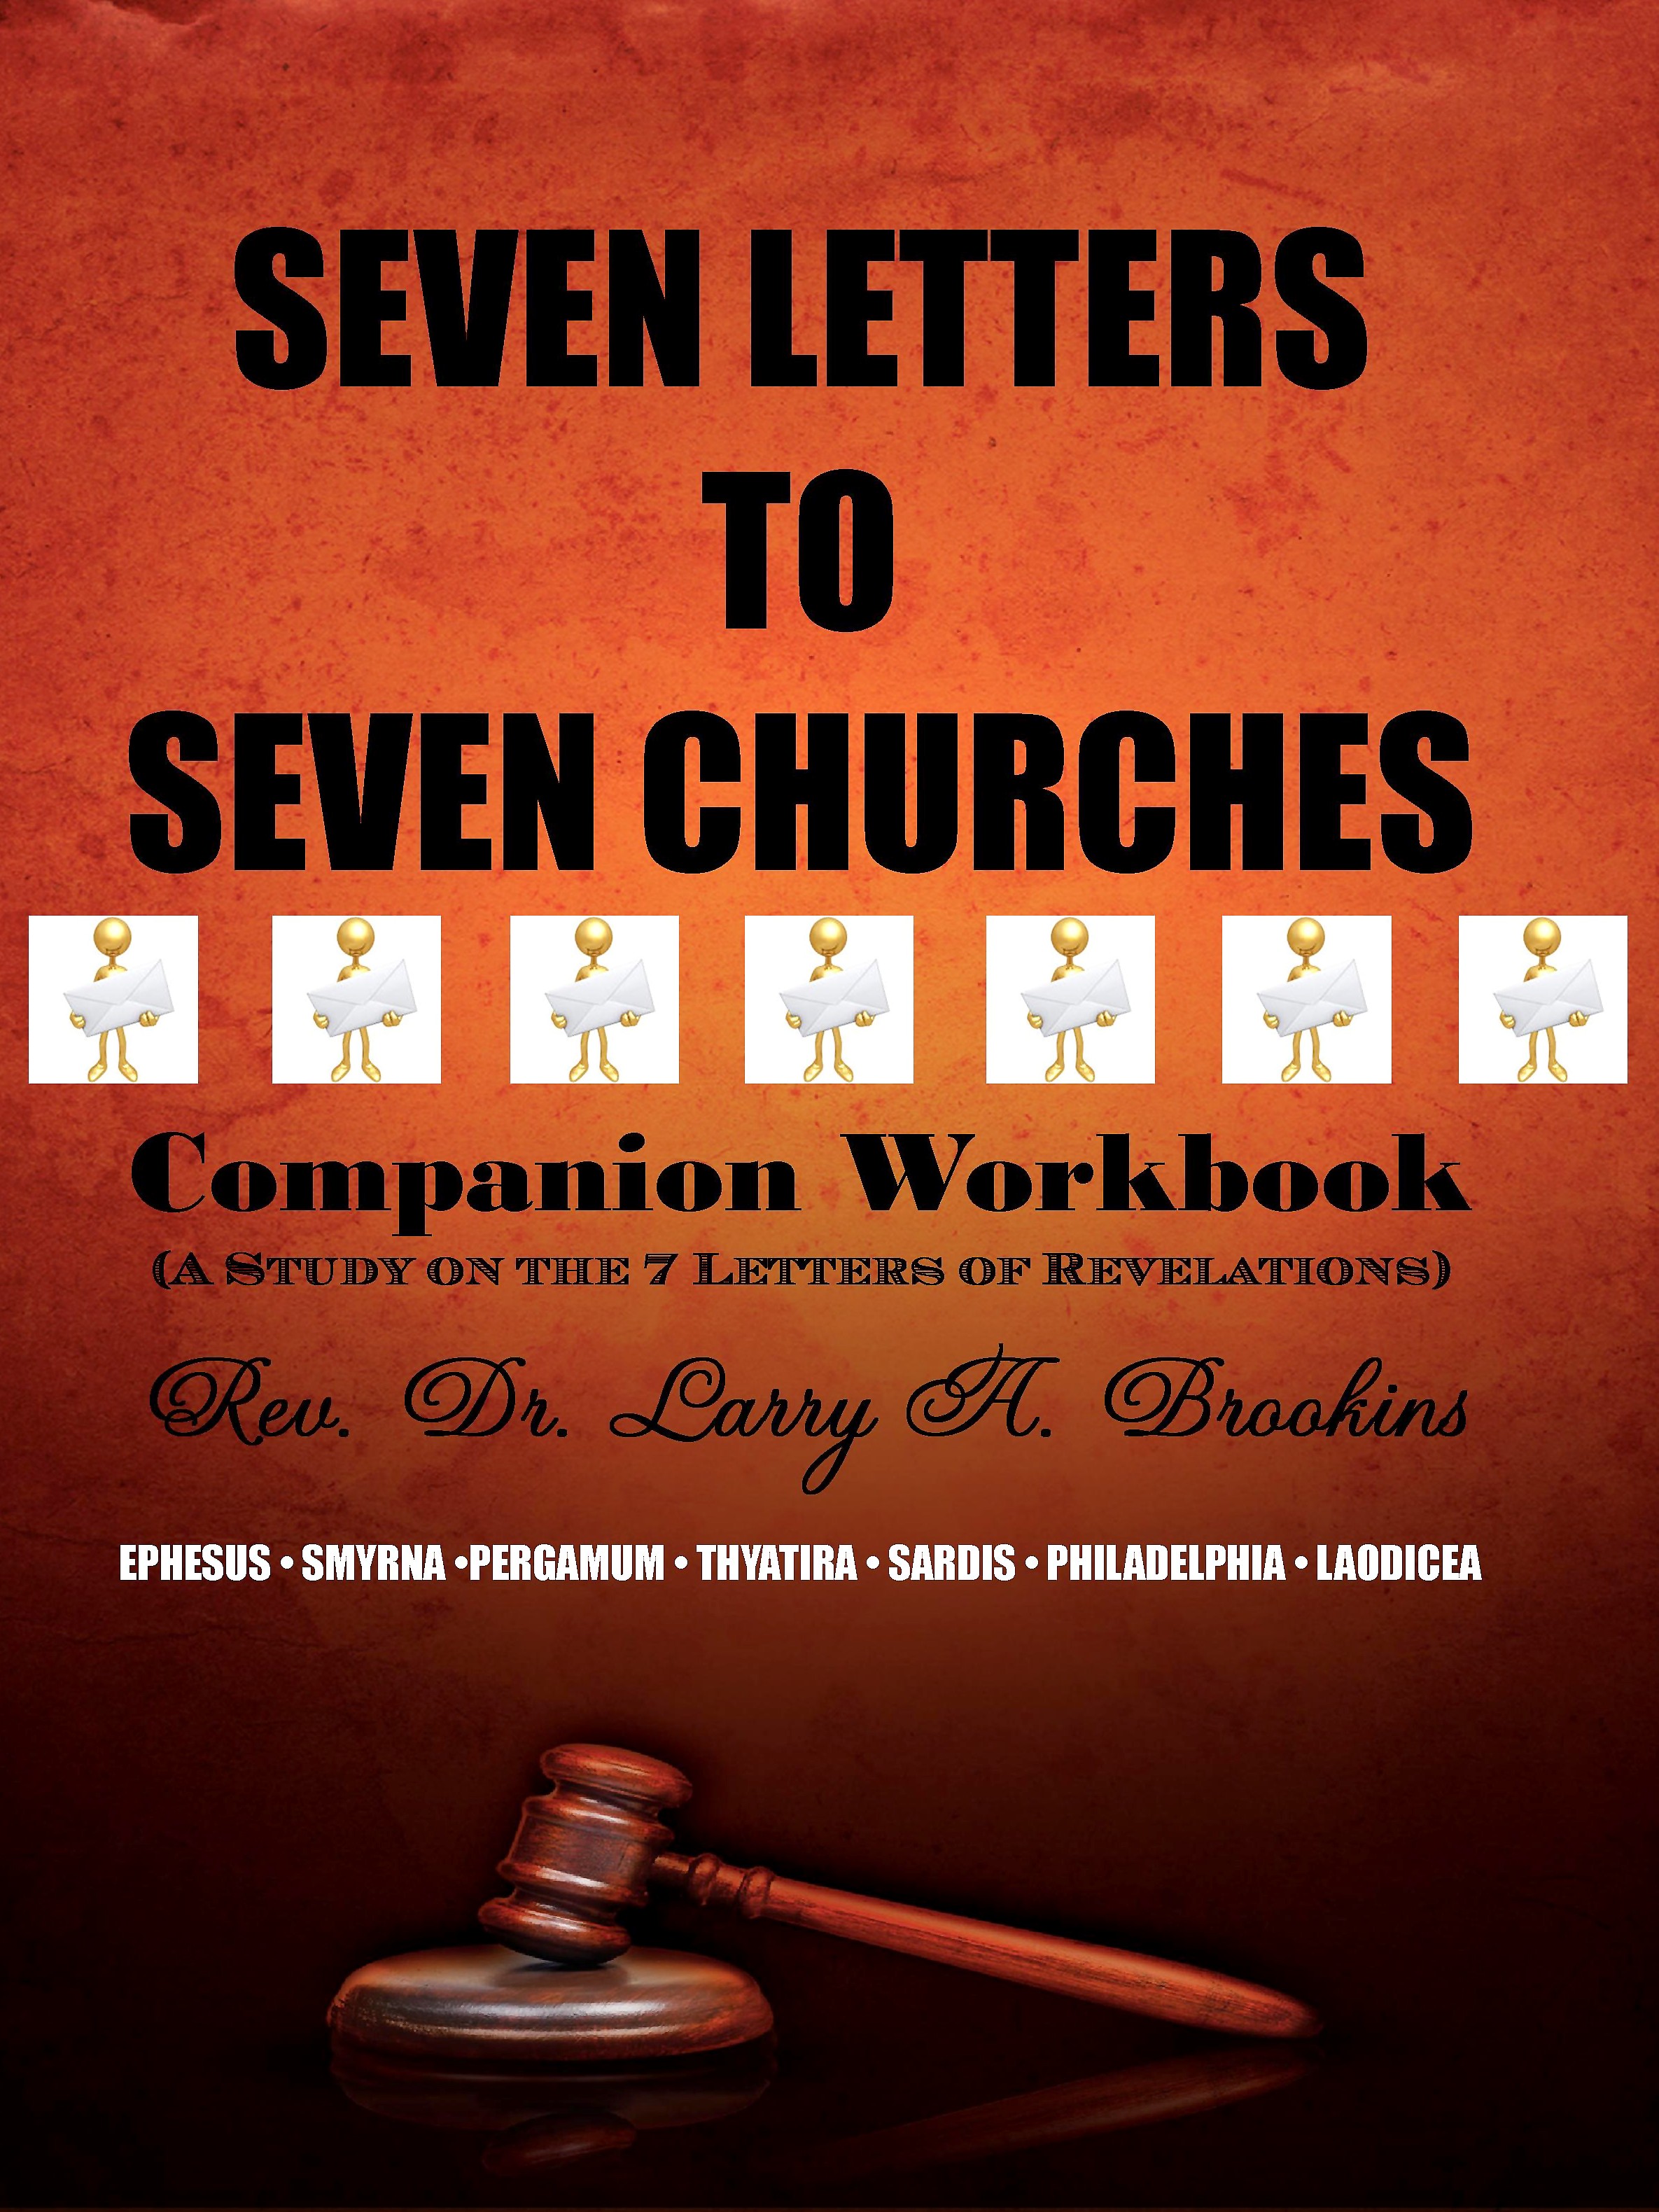 SEVEN LETTERS
TO
SEVEN CHURCHES
Companion Workbook
(A STUDY ON THE 7 LETTERS OF REVELATIONS)
Rev. Dr. Larry A. Brookins
EPHESUS • SMYRNA •PERGAMUM • THYATIRA • SARDIS • PHILADELPHIA • LAODICEA